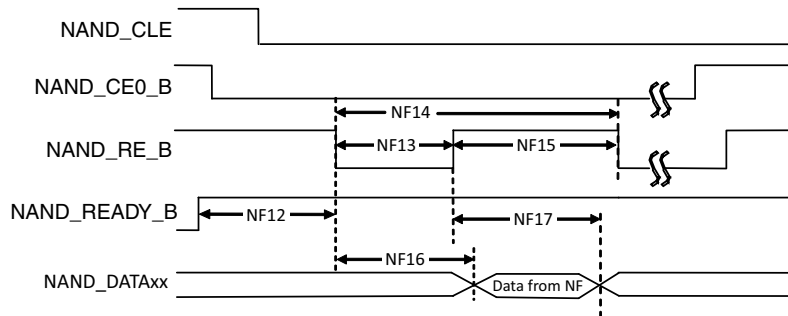 NAND_CLE
NAND_CE0_B
NF14
NAND_RE_B
NF13
NF15
NAND_READY_B
NF12
NF17
NF16
NAND_DATAxx
Data from NF